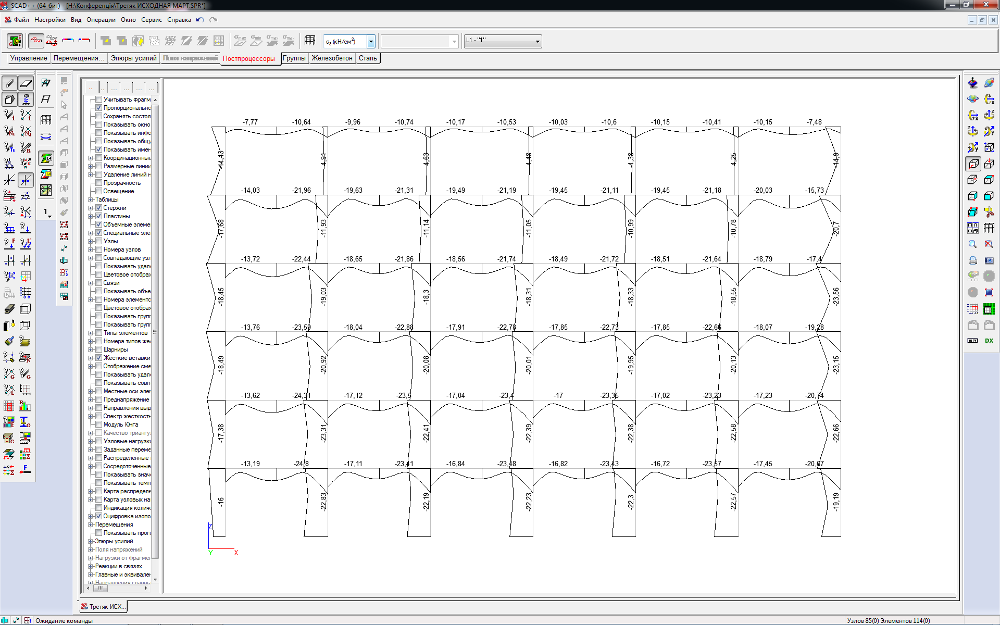 SCAD++ (64-бит) - [H:\Конференція\Третяк ИСХОДНАЯ МАРТ.SPR*]
Файл Настройки Вид Операции Окно Сервис Справка
σ3 (кН/см2) L1 - "1"
Управление Перемещения... Эпюры усилий Поля напряжений Постпроцессоры Группы Железобетон Сталь
Учитывать фрагм
Пропорционально
Сохранять состоя
Показывать окно
Показывать инфо
Показывать общу
Показывать имен
Координационные
Размерные линии
Удаление линий н
Прозрачность
Освещение
Таблицы
Стержни
Пластины
Объемные элеме
Специальные эле
Узлы
Номера узлов
Совпадающие узл
Показывать удал
Цветовое отображ
Связи
Показывать объе
Номера элементо
Цветовое отображ
Показывать групп
Показывать групп
Типы элементов
Номера типов жес
Шарниры
Жесткие вставки
Отображение сме
Показывать удал
Показывать совп
Местные оси элем
Преднапряжение
Направления выд
Спектр жесткостн
Модуль Юнга
Качество триангу.
Узловые нагрузки
Заданные переме
Распределенные
Сосредоточенные
Показывать значе
Показывать темп
Карта распределе
Карта узловых на
Индикация количе
Оцифровка изопо
Перемещения
Показывать проги
Эпюры усилий
Поля напряжений
Нагрузки от фрагмен
Реакции в связях
Главные и эквивален
Направления главны
-7,77 -10,64 -9,96 -10,74 -10,17 -10,53 -10,03 -10,6 -10,15 -10,41 -10,15 -7,48
-14,13 4,91 4,63 4,48 4,38 4,25 -14,9
-14,03 -21,96 -19,63 -21,31 -19,49 -21,19 -19,45 -21,11 -19,45 -21,18 -20,03 -15,73
-17,68 -11,93 -11,14 -11,05 -10,99 -10,78 -20,7
-13,72 -22,44 -18,65 -21,86 -18,56 -21,74 -18,49 -21,72 -18,51 -21,64 -18,79 -17,4
-18,45 -19,03 -18,3 -18,31 -18,33 -18,55 -23,56
-13,76 -23,59 -18,04 -22,88 -17,91 -22,78 -17,85 -22,73 -17,85 -22,66 -18,07 -19,28
-18,49 -20,92 -20,08 -20,01 -19,95 -20,13 -23,15
-13,62 -24,31 -17,12 -23,5 -17,04 -23,4 -17 -23,35 -17,02 -23,23 -17,23 -20,74
-17,38 -23,31 -22,41 -22,39 -22,38 -22,58 -22,66
-13,19 -24,8 -17,11 -23,41 -16,84 -23,48 -16,82 -23,43 -16,72 -23,57 -17,45 -20,67
-16 -22,83 -22,19 -22,23 -22,3 -22,57 -19,19
Z
Y X
DX
Третяк ИСХ...
Ожидание команды
Узлов 85(0) Элементов 114(0)